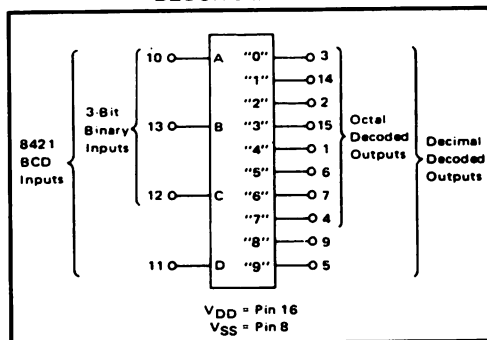 10 A "0" 3
"1" 14
"2" 2
3-Bit
Binary
Inputs
13 B "3" 15
"4" 1
"5" 6
12 C "6" 7
"7" 4
"8" 9
11 D "9" 5
8421
BCD
Inputs
Octal
Decoded
Outputs
Decimal
Decoded
Outputs
VDD = Pin 16
VSS = Pin 8